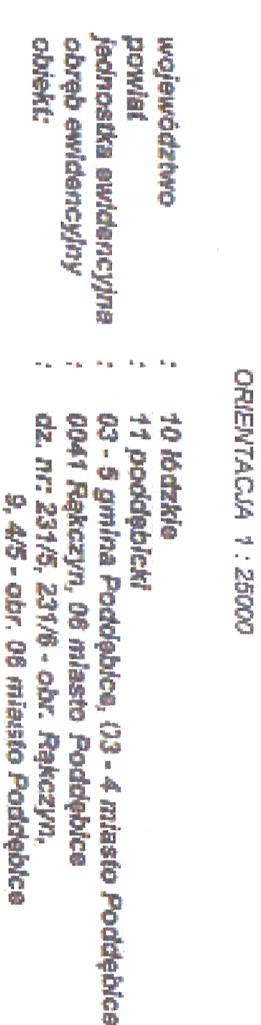 ORIENTACJA 1 : 25000
województwo : 10 łódzkie
powiat : 11 poddębicki
jednostka ewidencyjna : 03 - 5 gmina Poddębice, 03 - 4 miasto Poddębice
obręb ewidencyjny : 0041 Rękczyn, 06 miasto Poddębice
obiekt: : dz. nr: 231/5, 231/6 - obr. Rękczyn,
9, 4/5 - obr. 06 miasto Poddębice